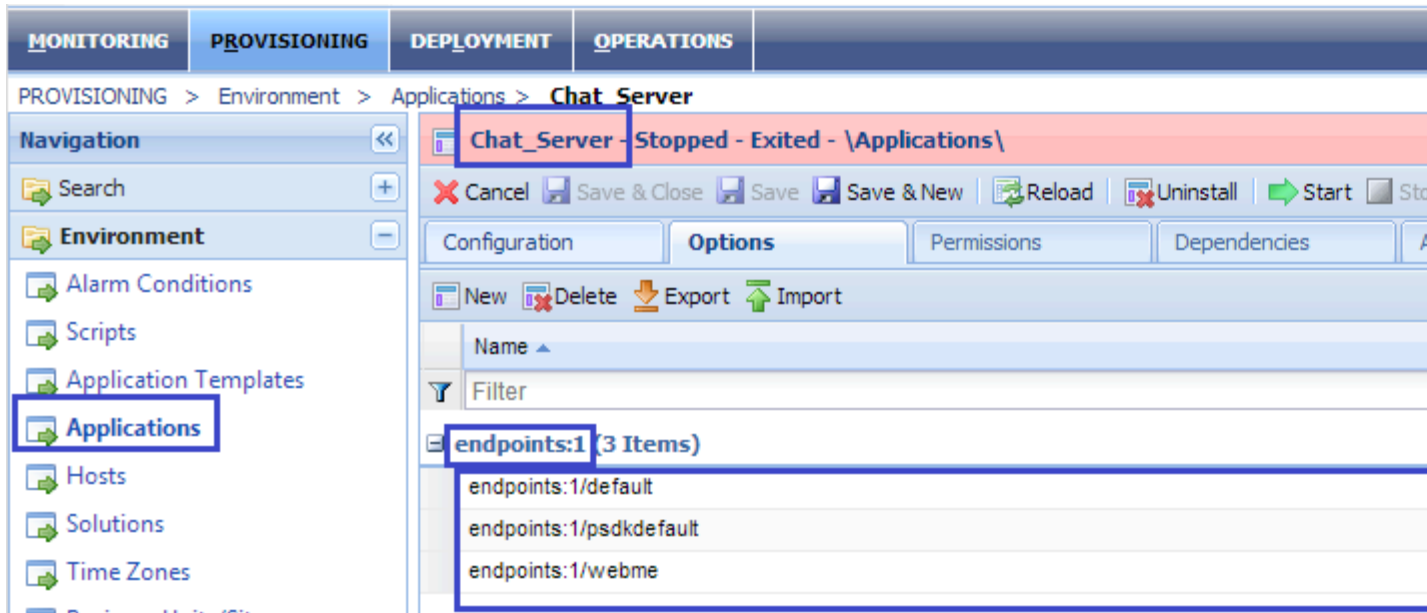 MONITORING PROVISIONING DEPLOYMENT OPERATIONS
PROVISIONING > Environment > Applications > Chat_Server
Navigation
Search
Environment
Alarm Conditions
Scripts
Application Templates
Applications
Hosts
Solutions
Time Zones
Chat_Server - Stopped - Exited - \Applications\
Cancel Save & Close Save Save & New Reload Uninstall Start
Configuration Options Permissions Dependencies
New Delete Export Import
Name
Filter
endpoints:1 (3 Items)
endpoints:1/default
endpoints:1/psdkdefault
endpoints:1/webme